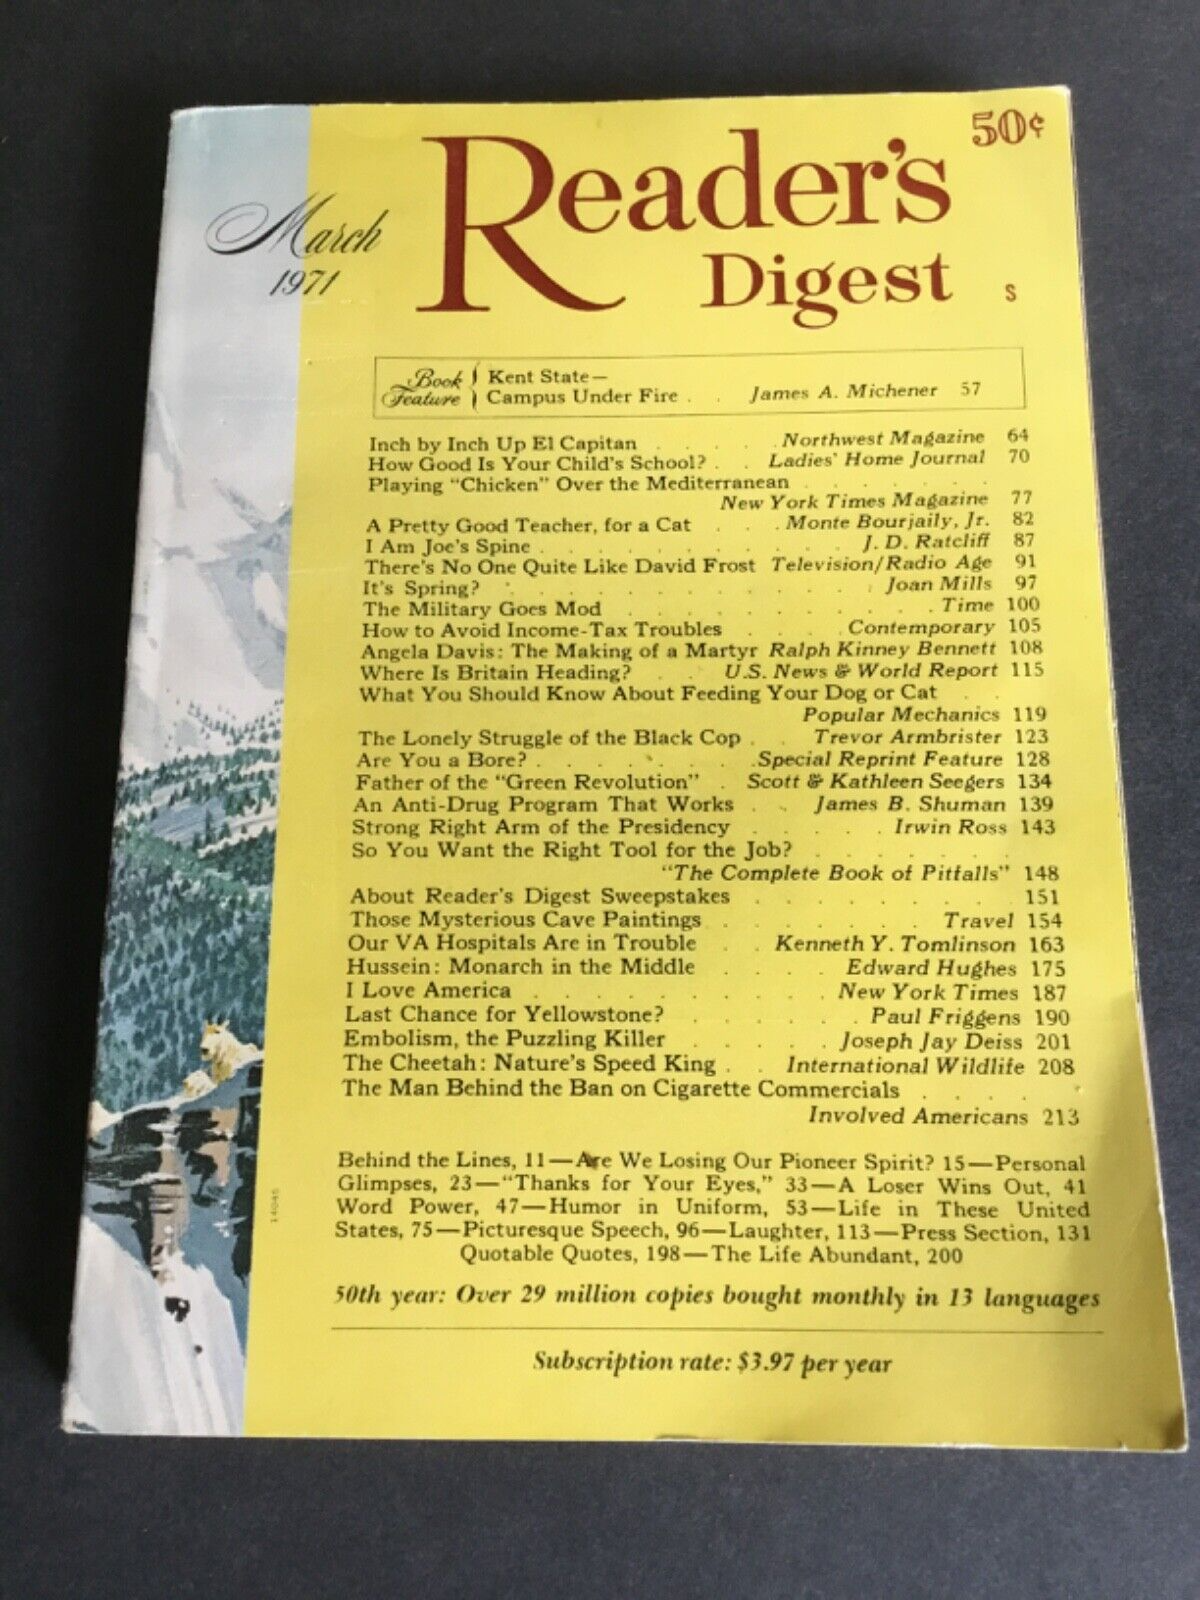 50¢
Reader's
Digest
S
March
1971
Book
Feature
Kent State—
Campus Under Fire . . James A. Michener 57
Inch by Inch Up El Capitan . . . . . Northwest Magazine 64
How Good Is Your Child's School? . . Ladies' Home Journal 70
Playing "Chicken" Over the Mediterranean . . . . . . .
New York Times Magazine 77
A Pretty Good Teacher, for a Cat . . . Monte Bourjaily, Jr. 82
I Am Joe's Spine . . . . . . . . . . . J. D. Ratcliff 87
There's No One Quite Like David Frost Television/Radio Age 91
It's Spring? . . . . . . . . . . . . . Joan Mills 97
The Military Goes Mod . . . . . . . . . . . Time 100
How to Avoid Income-Tax Troubles . . . . Contemporary 105
Angela Davis: The Making of a Martyr Ralph Kinney Bennett 108
Where Is Britain Heading? . . U.S. News & World Report 115
What You Should Know About Feeding Your Dog or Cat . .
Popular Mechanics 119
The Lonely Struggle of the Black Cop . . Trevor Armbrister 123
Are You a Bore? . . . . . . . . Special Reprint Feature 128
Father of the "Green Revolution" . Scott & Kathleen Seegers 134
An Anti-Drug Program That Works . . James B. Shuman 139
Strong Right Arm of the Presidency . . . . . Irwin Ross 143
So You Want the Right Tool for the Job? . . . . . . .
"The Complete Book of Pitfalls" 148
About Reader's Digest Sweepstakes . . . . . . . . . 151
Those Mysterious Cave Paintings . . . . . . . . Travel 154
Our VA Hospitals Are in Trouble . . Kenneth Y. Tomlinson 163
Hussein: Monarch in the Middle . . . . Edward Hughes 175
I Love America . . . . . . . . . . New York Times 187
Last Chance for Yellowstone? . . . . . . Paul Friggens 190
Embolism, the Puzzling Killer . . . . . Joseph Jay Deiss 201
The Cheetah: Nature's Speed King . . International Wildlife 208
The Man Behind the Ban on Cigarette Commercials . . . .
Involved Americans 213
Behind the Lines, 11—Are We Losing Our Pioneer Spirit? 15—Personal
Glimpses, 23—"Thanks for Your Eyes," 33—A Loser Wins Out, 41
Word Power, 47—Humor in Uniform, 53—Life in These United
States, 75—Picturesque Speech, 96—Laughter, 113—Press Section, 131
Quotable Quotes, 198—The Life Abundant, 200
50th year: Over 29 million copies bought monthly in 13 languages
Subscription rate: $3.97 per year
14046